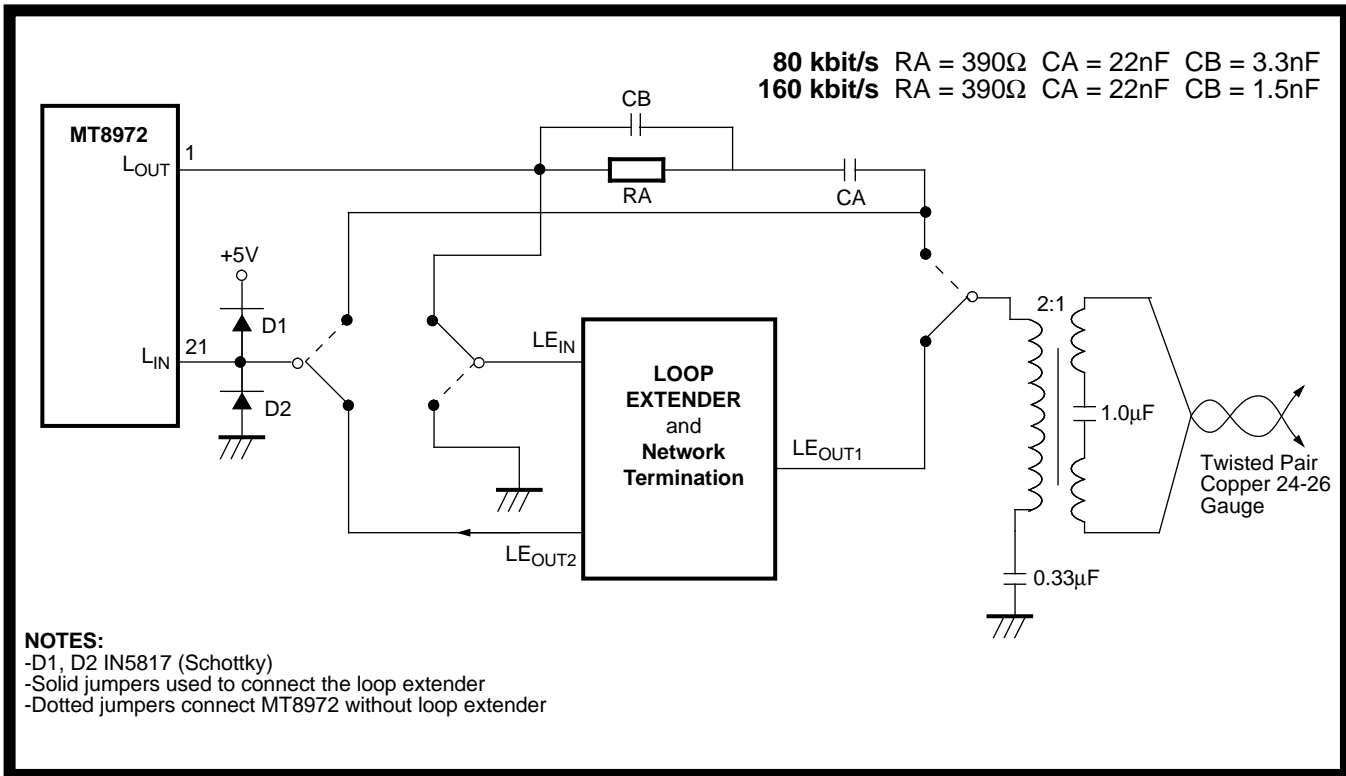 80 kbit/s RA = 390Ω CA = 22nF CB = 3.3nF
160 kbit/s RA = 390Ω CA = 22nF CB = 1.5nF
CB
MT8972
LOUT
1
RA
CA
+5V
D1
2:1
LIN
21
LEIN
D2
LOOP
EXTENDER
and
Network
Termination
1.0µF
LEOUT1
Twisted Pair
Copper 24-26
Gauge
LEOUT2
0.33µF
NOTES:
-D1, D2 IN5817 (Schottky)
-Solid jumpers used to connect the loop extender
-Dotted jumpers connect MT8972 without loop extender